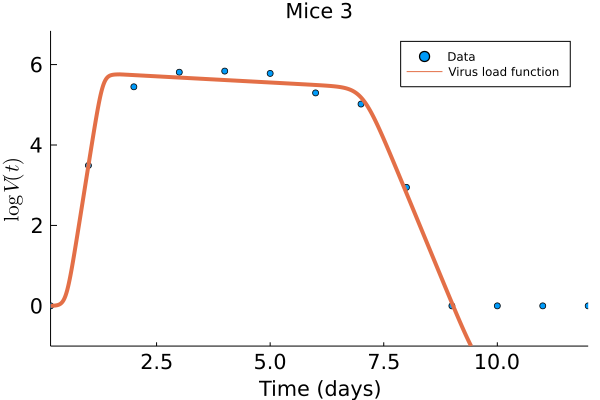 Mice 3
Data
Virus load function
log V(t)
6
4
2
0
2.5 5.0 7.5 10.0
Time (days)